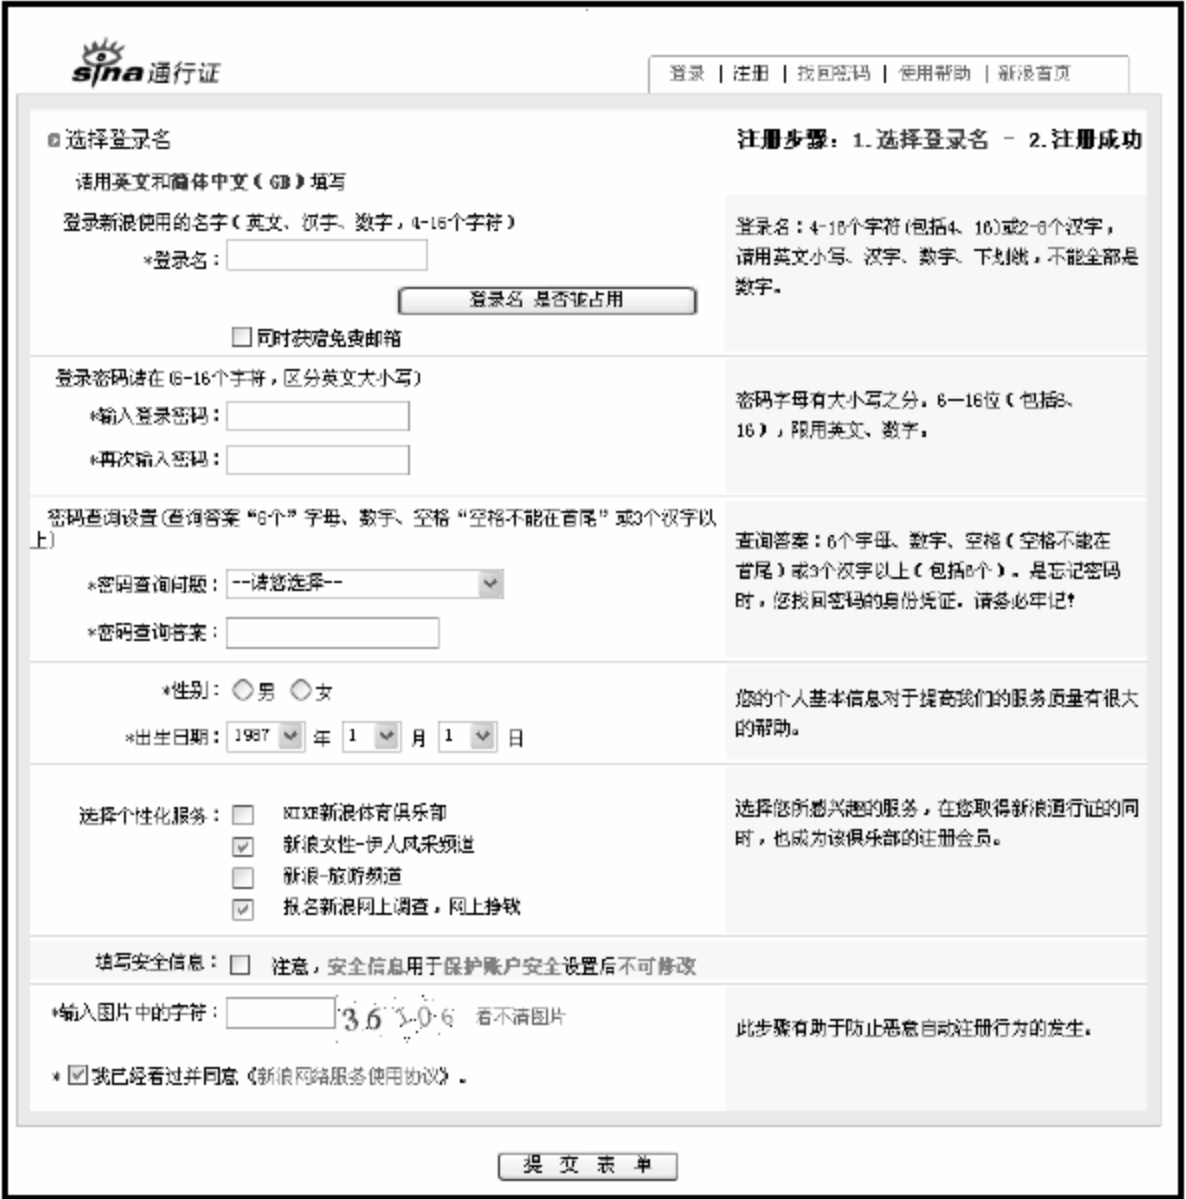 sina通行证
登录 | 注册 | 找回密码 | 使用帮助 | 新浪首页
选择登录名
注册步骤：1.选择登录名 - 2.注册成功
请用英文和简体中文（GB）填写
登录新浪使用的名字（英文、汉字、数字，4-16个字符）
*登录名：
登录名 是否被占用
同时获赠免费邮箱
登录名：4-16个字符(包括4、16)或2-8个汉字，
请用英文小写、汉字、数字、下划线，不能全部是
数字。
登录密码请在(6-16个字符，区分英文大小写)
*输入登录密码：
*再次输入密码：
密码字母有大小写之分。6—16位（包括6、
16），限用英文、数字。
密码查询设置(查询答案“6个”字母、数字、空格“空格不能在首尾”或3个汉字以
上)
*密码查询问题：--请您选择--
*密码查询答案：
查询答案：6个字母、数字、空格（空格不能在
首尾）或3个汉字以上（包括6个）。是忘记密码
时，您找回密码的身份凭证。请务必牢记！
*性别：男 女
*出生日期：1987 年 1 月 1 日
您的个人基本信息对于提高我们的服务质量有很大
的帮助。
选择个性化服务：NIKE新浪体育俱乐部
新浪女性-伊人风采频道
新浪-旅游频道
报名新浪网上调查，网上挣钱
选择您所感兴趣的服务，在您取得新浪通行证的同
时，也成为该俱乐部的注册会员。
填写安全信息：注意，安全信息用于保护账户安全设置后不可修改
*输入图片中的字符：看不清图片
此步骤有助于防止恶意自动注册行为的发生。
*我已经看过并同意《新浪网络服务使用协议》。
提 交 表 单